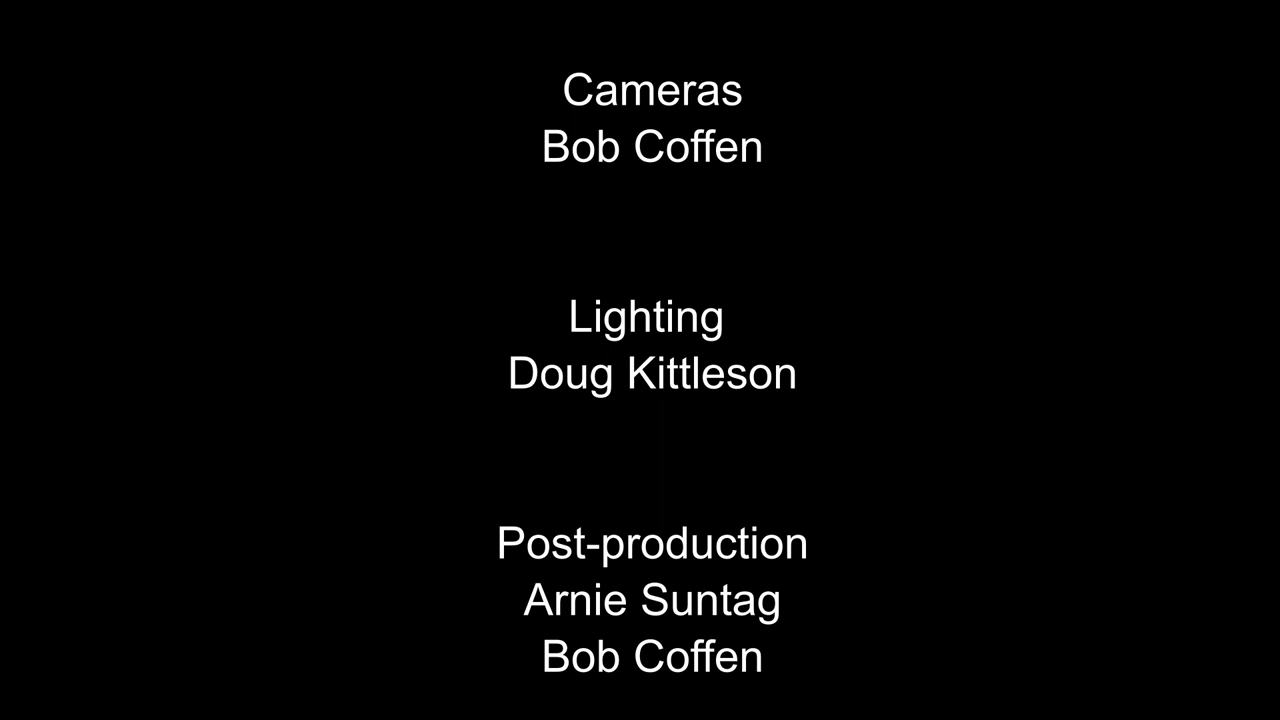 Cameras
Bob Coffen
Lighting
Doug Kittleson
Post-production
Arnie Suntag
Bob Coffen